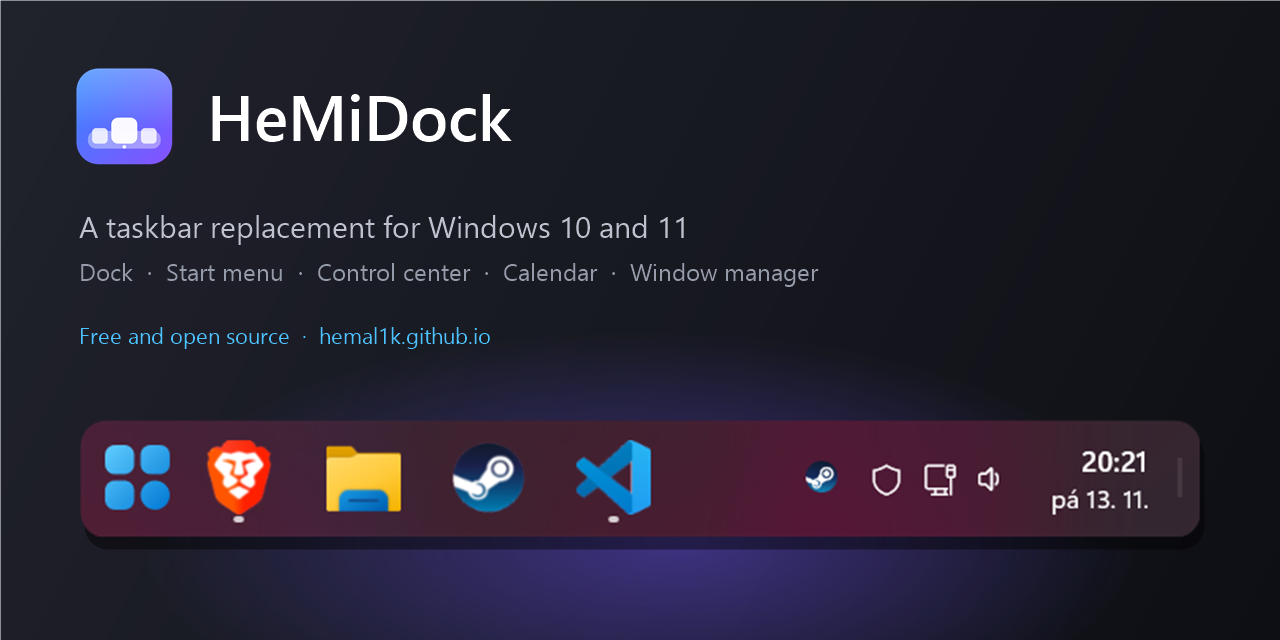 HeMiDock
A taskbar replacement for Windows 10 and 11
Dock · Start menu · Control center · Calendar · Window manager
Free and open source · hemal1k.github.io
20:21
pá 13. 11.